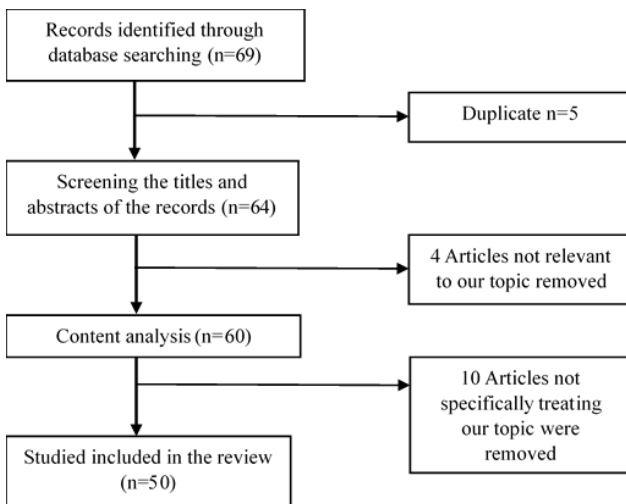 Records identified through
database searching (n=69)
Duplicate n=5
Screening the titles and
abstracts of the records (n=64)
4 Articles not relevant
to our topic removed
Content analysis (n=60)
10 Articles not
specifically treating
our topic were
removed
Studied included in the review
(n=50)